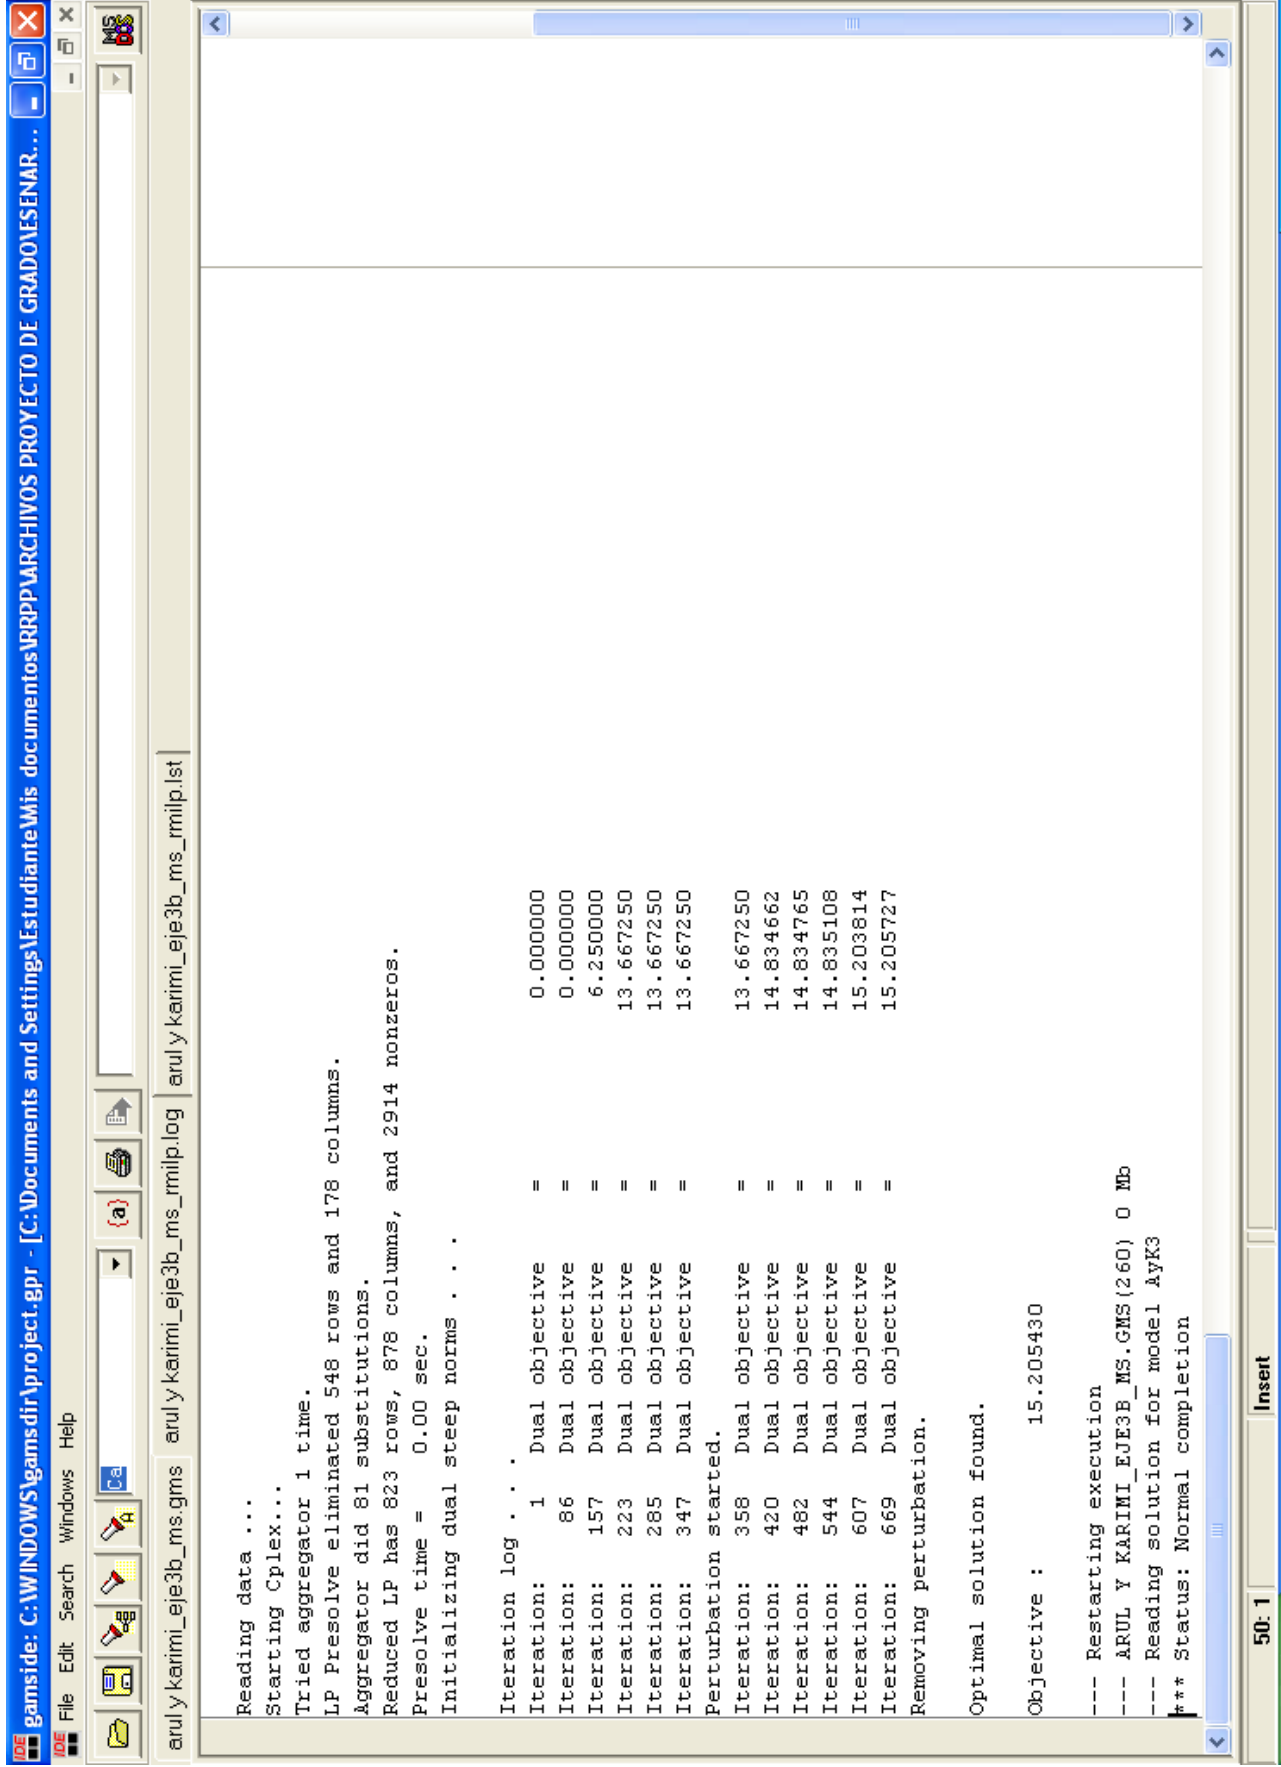 gamside: C:\WINDOWS\gamsdir\project.gpr - [C:\Documents and Settings\Estudiante\Mis documentos\RRPP\ARCHIVOS PROYECTO DE GRADO\ESENAR...
IDE File Edit Search Windows Help
Ca (a) MS DOS
arul y karimi_eje3b_ms.gms arul y karimi_eje3b_ms_rmilp.log arul y karimi_eje3b_ms_rmilp.lst
Reading data ...
Starting Cplex...
Tried aggregator 1 time.
LP Presolve eliminated 548 rows and 178 columns.
Aggregator did 81 substitutions.
Reduced LP has 823 rows, 878 columns, and 2914 nonzeros.
Presolve time = 0.00 sec.
Initializing dual steep norms . . .
Iteration log . . .
Iteration: 1 Dual objective = 0.000000
Iteration: 86 Dual objective = 0.000000
Iteration: 157 Dual objective = 6.250000
Iteration: 223 Dual objective = 13.667250
Iteration: 285 Dual objective = 13.667250
Iteration: 347 Dual objective = 13.667250
Perturbation started.
Iteration: 358 Dual objective = 13.667250
Iteration: 420 Dual objective = 14.834662
Iteration: 482 Dual objective = 14.834765
Iteration: 544 Dual objective = 14.835108
Iteration: 607 Dual objective = 15.203814
Iteration: 669 Dual objective = 15.205727
Removing perturbation.
Optimal solution found.
Objective : 15.205430
--- Restarting execution
--- ARUL Y KARIMI_EJE3B_MS.GMS(260) 0 Mb
--- Reading solution for model AyK3
*** Status: Normal completion
50: 1 Insert